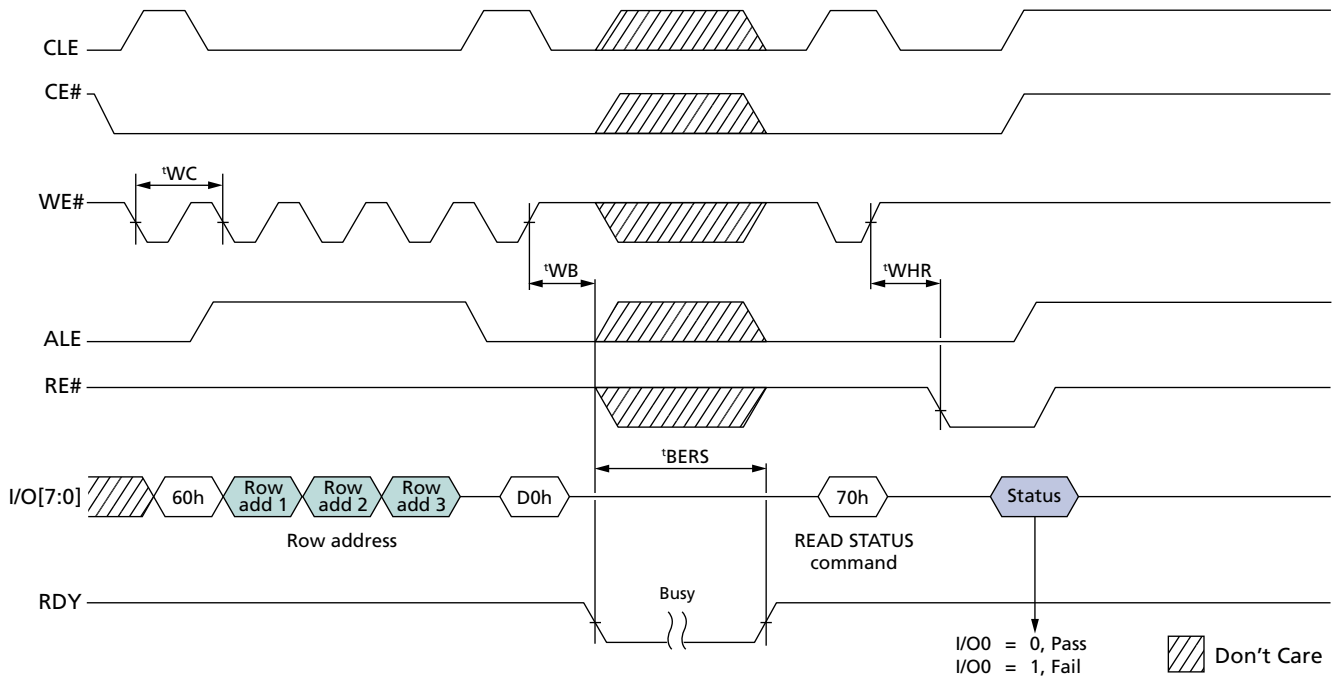 CLE
CE#
tWC
WE#
tWB
tWHR
ALE
RE#
tBERS
I/O[7:0]
60h
Row add 1
Row add 2
Row add 3
D0h
70h
Status
Row address
READ STATUS
command
RDY
Busy
I/O0 = 0, Pass
I/O0 = 1, Fail
Don't Care